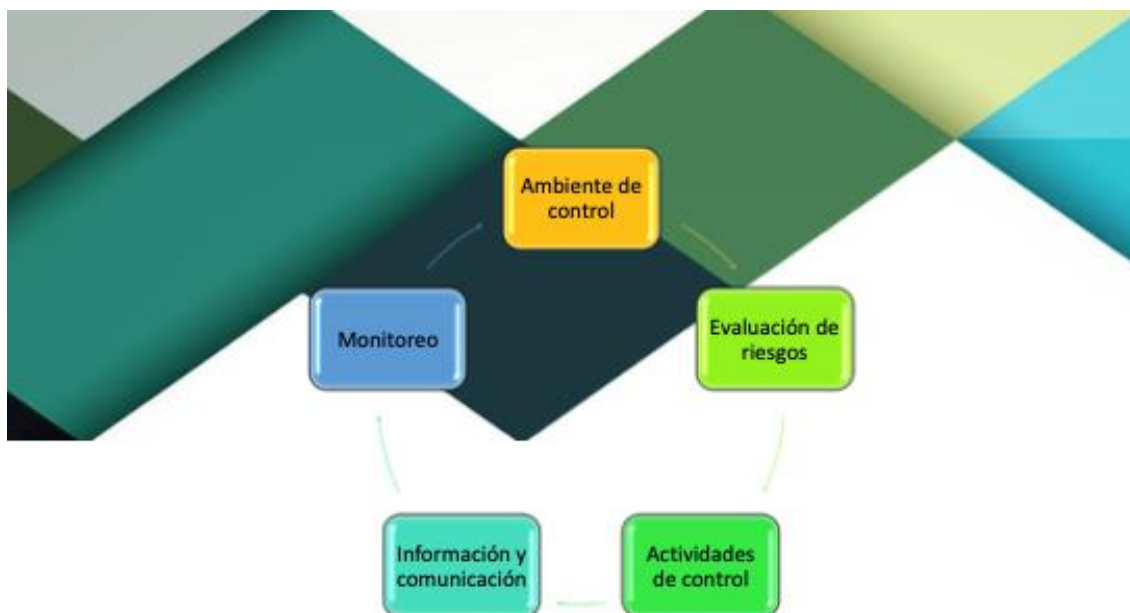 Ambiente de
control
Evaluación de
riesgos
Actividades
de control
Información y
comunicación
Monitoreo